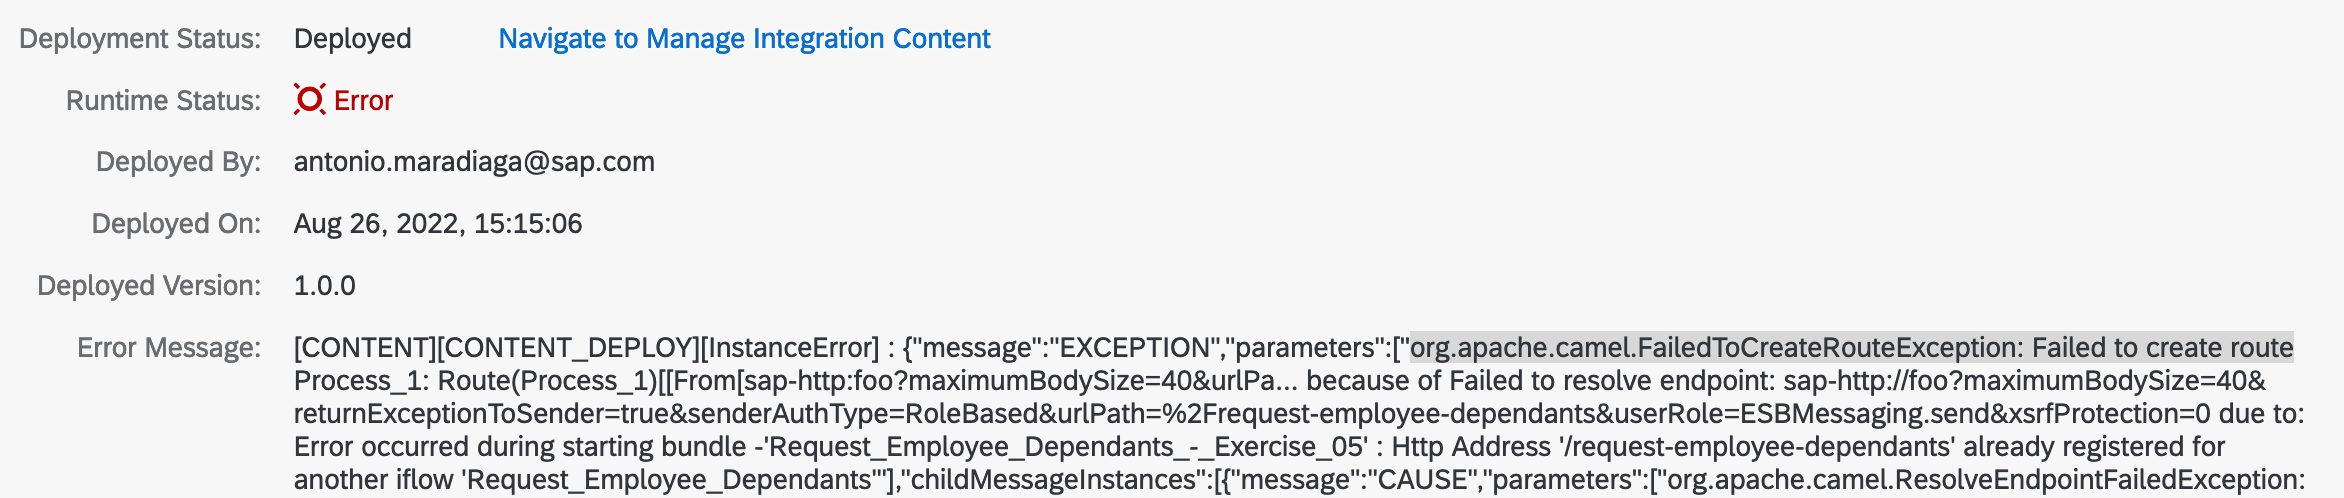 Deployment Status: Deployed Navigate to Manage Integration Content
Runtime Status: Error
Deployed By: antonio.maradiaga@sap.com
Deployed On: Aug 26, 2022, 15:15:06
Deployed Version: 1.0.0
Error Message: [CONTENT][CONTENT_DEPLOY][InstanceError] : {"message":"EXCEPTION","parameters":["org.apache.camel.FailedToCreateRouteException: Failed to create route
Process_1: Route(Process_1)[[From[sap-http:foo?maximumBodySize=40&urlPa... because of Failed to resolve endpoint: sap-http://foo?maximumBodySize=40&
returnExceptionToSender=true&senderAuthType=RoleBased&urlPath=%2Frequest-employee-dependants&userRole=ESBMessaging.send&xsrfProtection=0 due to:
Error occurred during starting bundle -'Request_Employee_Dependants_-_Exercise_05' : Http Address '/request-employee-dependants' already registered for
another iflow 'Request_Employee_Dependants'"],"childMessageInstances":[{"message":"CAUSE","parameters":["org.apache.camel.ResolveEndpointFailedException: